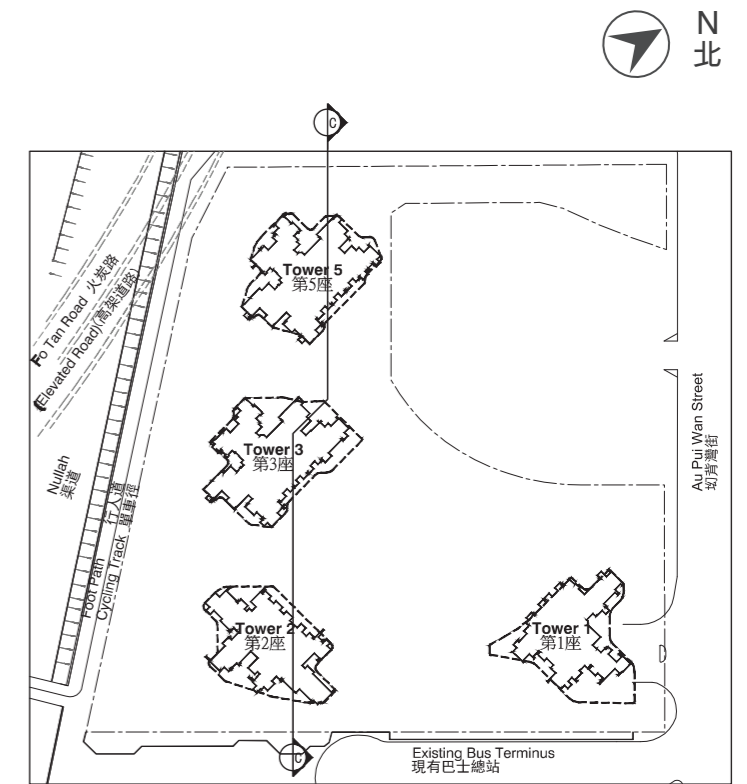 N
北
C
Tower 5
第5座
Fo Tan Road 火炭路
(Elevated Road)(高架道路)
Au Pui Wan Street
坳背灣街
Tower 3
第3座
Nullah
渠道
Foot Path 行人道
Cycling Track 單車徑
Tower 2
第2座
Tower 1
第1座
Existing Bus Terminus
現有巴士總站
C